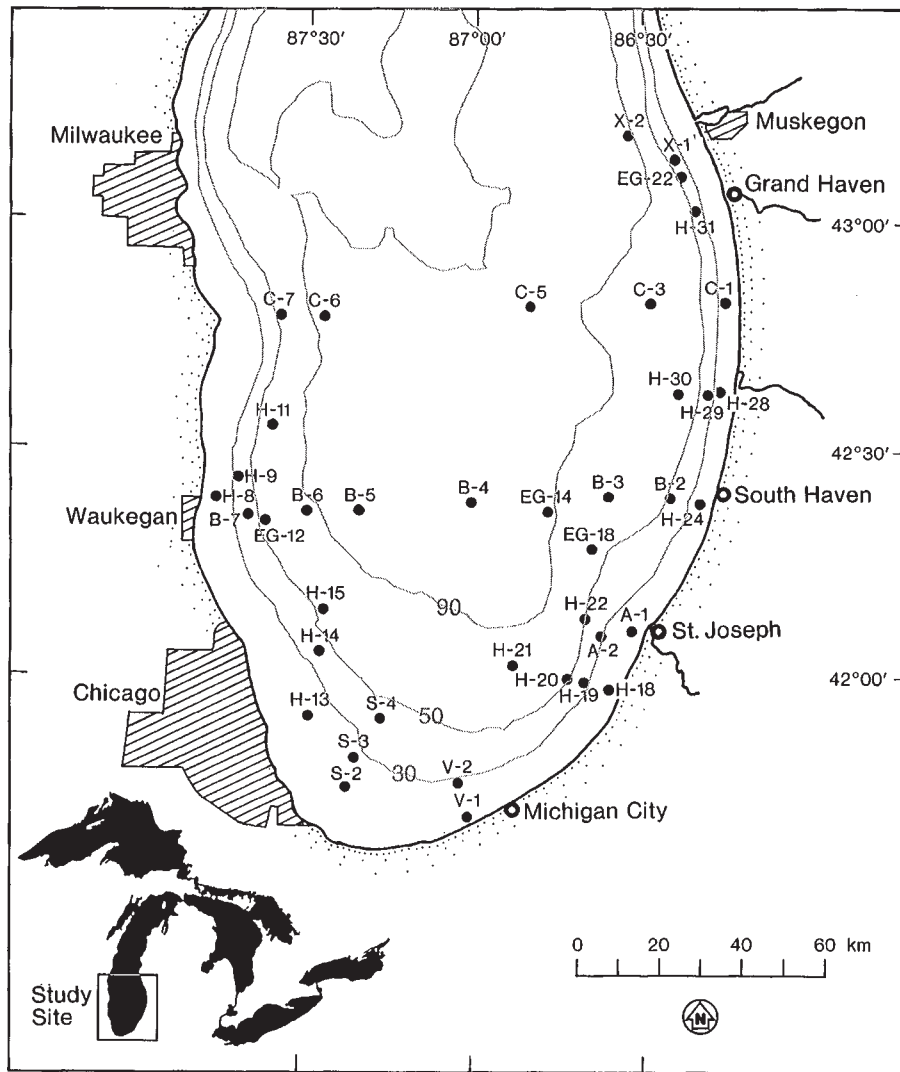 87°30' 87°00' 86°30'
Milwaukee
X-2
Muskegon
X-1'
EG-22
Grand Haven
H-31
43°00'
C-7 C-6 C-5 C-3 C-1
H-30
H-29 H-28
H-11
42°30'
H-9
B-6 B-5 B-4 EG-14 B-3 B-2
H-8
South Haven
Waukegan
B-7
EG-12
H-24
EG-18
H-15
90
H-22 A-1
St. Joseph
H-14
A-2
H-21
H-20
H-19 H-18
42°00'
Chicago
H-13 S-4 50
S-3
30
S-2
V-2
V-1
Michigan City
0 20 40 60 km
Study
Site
N